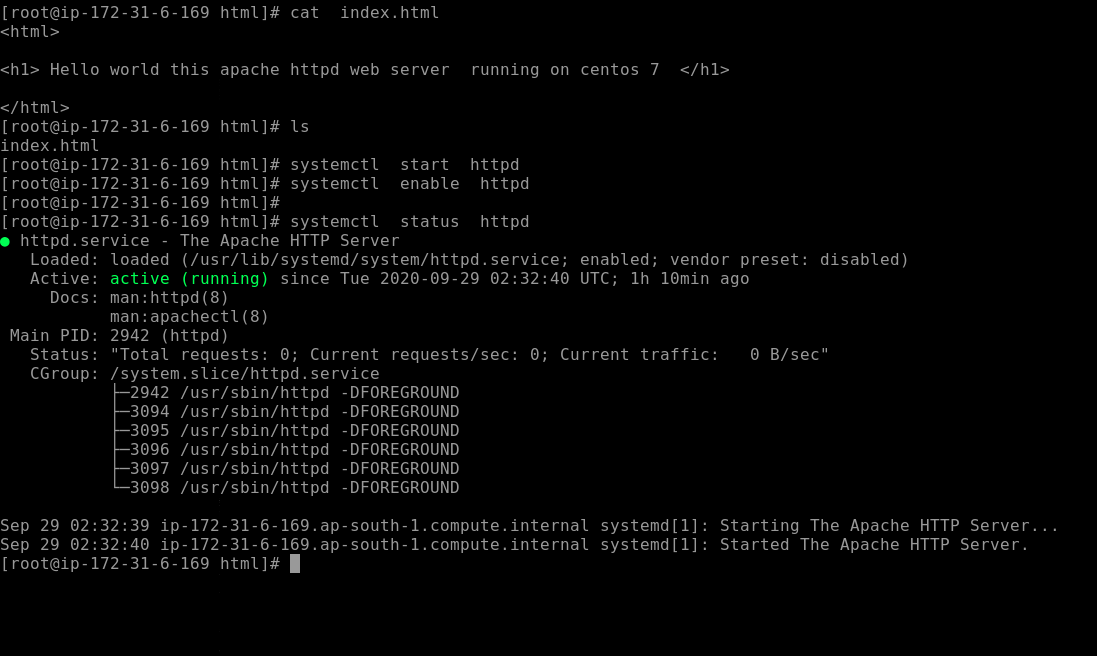 [root@ip-172-31-6-169 html]# cat  index.html
<html>
<h1> Hello world this apache httpd web server  running on centos 7  </h1>
</html>
[root@ip-172-31-6-169 html]# ls
index.html
[root@ip-172-31-6-169 html]# systemctl  start  httpd
[root@ip-172-31-6-169 html]# systemctl  enable  httpd
[root@ip-172-31-6-169 html]#
[root@ip-172-31-6-169 html]# systemctl  status  httpd
● httpd.service - The Apache HTTP Server
   Loaded: loaded (/usr/lib/systemd/system/httpd.service; enabled; vendor preset: disabled)
   Active: active (running) since Tue 2020-09-29 02:32:40 UTC; 1h 10min ago
     Docs: man:httpd(8)
           man:apachectl(8)
 Main PID: 2942 (httpd)
   Status: "Total requests: 0; Current requests/sec: 0; Current traffic:   0 B/sec"
   CGroup: /system.slice/httpd.service
           ├─2942 /usr/sbin/httpd -DFOREGROUND
           ├─3094 /usr/sbin/httpd -DFOREGROUND
           ├─3095 /usr/sbin/httpd -DFOREGROUND
           ├─3096 /usr/sbin/httpd -DFOREGROUND
           ├─3097 /usr/sbin/httpd -DFOREGROUND
           └─3098 /usr/sbin/httpd -DFOREGROUND
Sep 29 02:32:39 ip-172-31-6-169.ap-south-1.compute.internal systemd[1]: Starting The Apache HTTP Server...
Sep 29 02:32:40 ip-172-31-6-169.ap-south-1.compute.internal systemd[1]: Started The Apache HTTP Server.
[root@ip-172-31-6-169 html]#